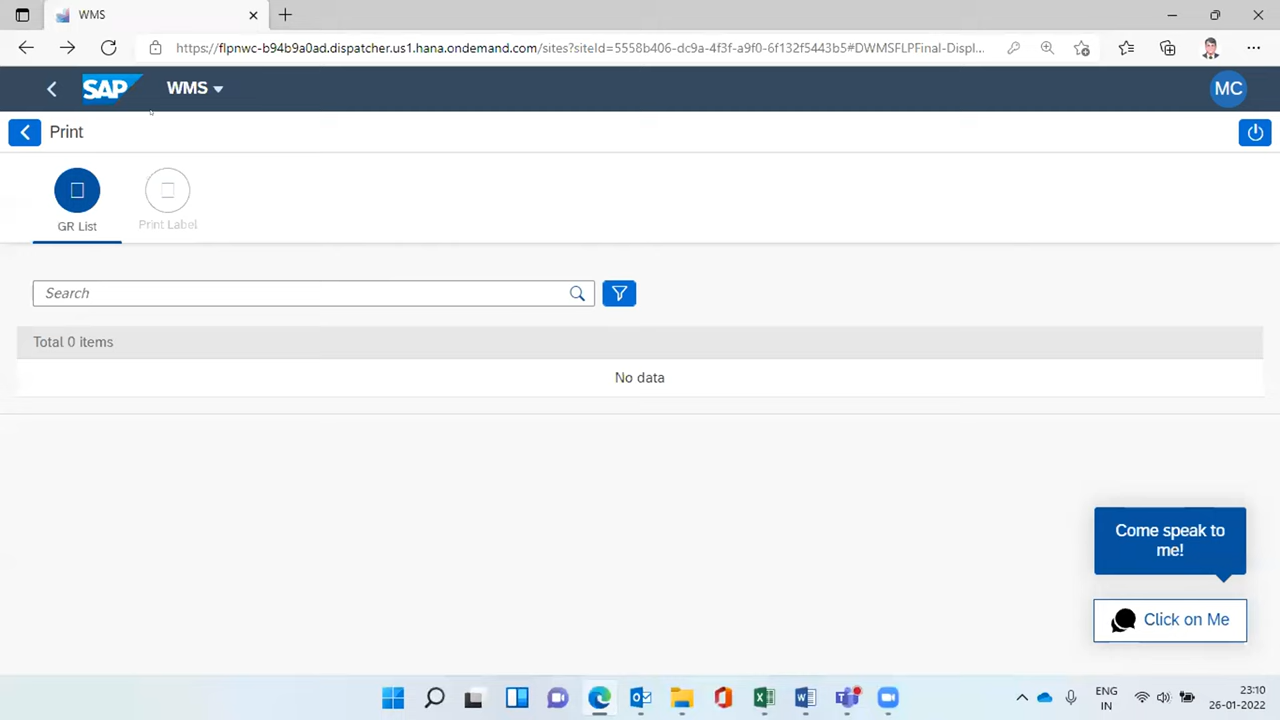 WMS
https://flpnwc-b94b9a0ad.dispatcher.us1.hana.ondemand.com/sites?siteId=5558b406-dc9a-4f3f-a9f0-6f132f5443b5#DWMSFLPFinal-Displ...
SAP WMS MC
Print
GR List Print Label
Search
Total 0 items
No data
Come speak to
me!
Click on Me
ENG 23:10
IN 26-01-2022